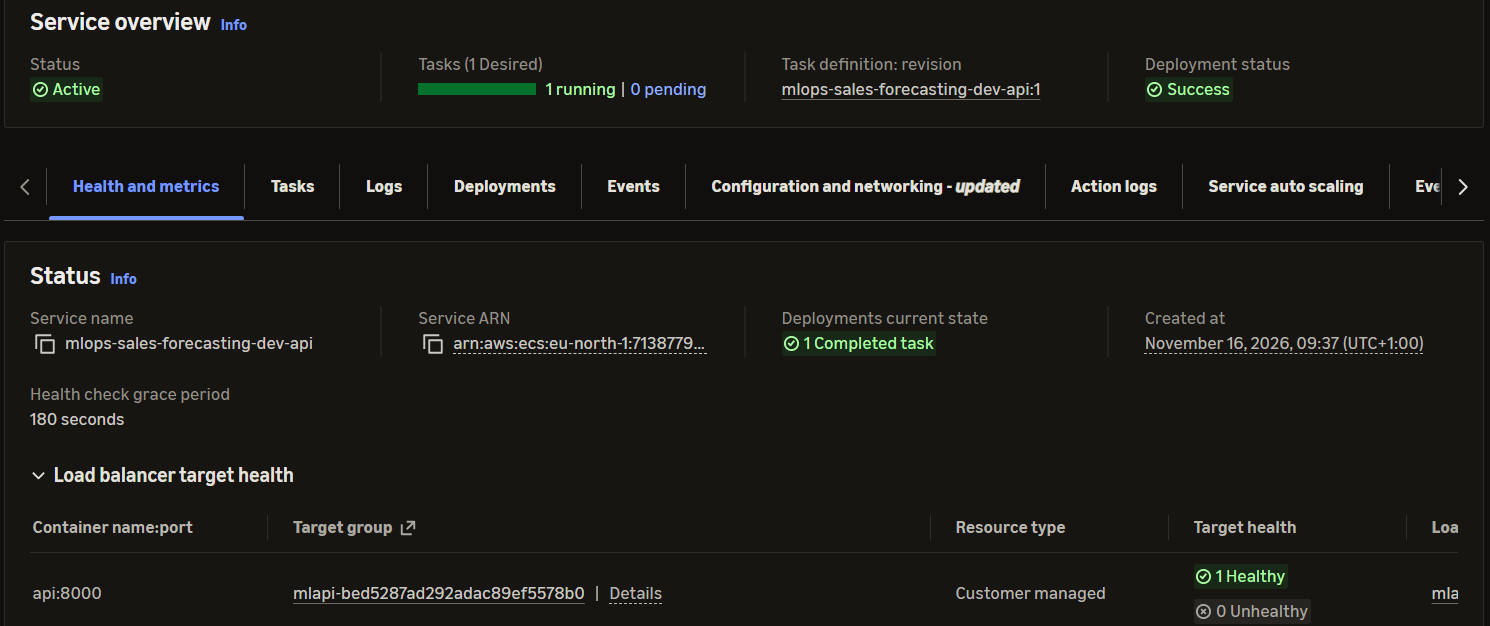 Service overview Info
Status
Active
Tasks (1 Desired)
1 running | 0 pending
Task definition: revision
mlops-sales-forecasting-dev-api:1
Deployment status
Success
Health and metrics
Tasks
Logs
Deployments
Events
Configuration and networking - updated
Action logs
Service auto scaling
Eve
Status Info
Service name
mlops-sales-forecasting-dev-api
Service ARN
arn:aws:ecs:eu-north-1:7138779...
Deployments current state
1 Completed task
Created at
November 16, 2026, 09:37 (UTC+1:00)
Health check grace period
180 seconds
Load balancer target health
Container name:port
Target group
Resource type
Target health
Loa
api:8000
mlapi-bed5287ad292adac89ef5578b0 | Details
Customer managed
1 Healthy
0 Unhealthy
mla